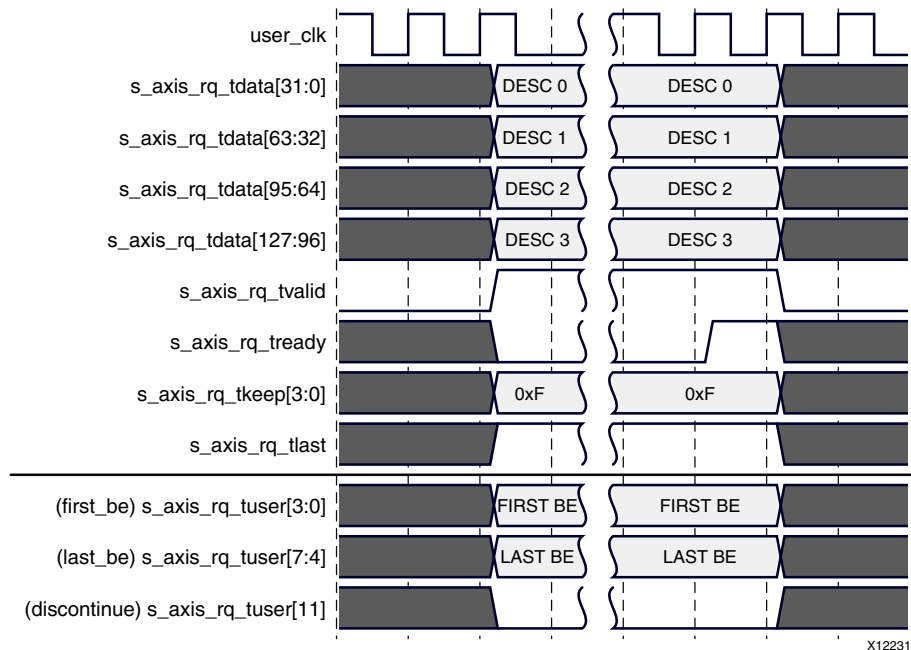 user_clk
s_axis_rq_tdata[31:0] DESC 0 DESC 0
s_axis_rq_tdata[63:32] DESC 1 DESC 1
s_axis_rq_tdata[95:64] DESC 2 DESC 2
s_axis_rq_tdata[127:96] DESC 3 DESC 3
s_axis_rq_tvalid
s_axis_rq_tready
s_axis_rq_tkeep[3:0] 0xF 0xF
s_axis_rq_tlast
(first_be) s_axis_rq_tuser[3:0] FIRST BE FIRST BE
(last_be) s_axis_rq_tuser[7:4] LAST BE LAST BE
(discontinue) s_axis_rq_tuser[11]
X12231